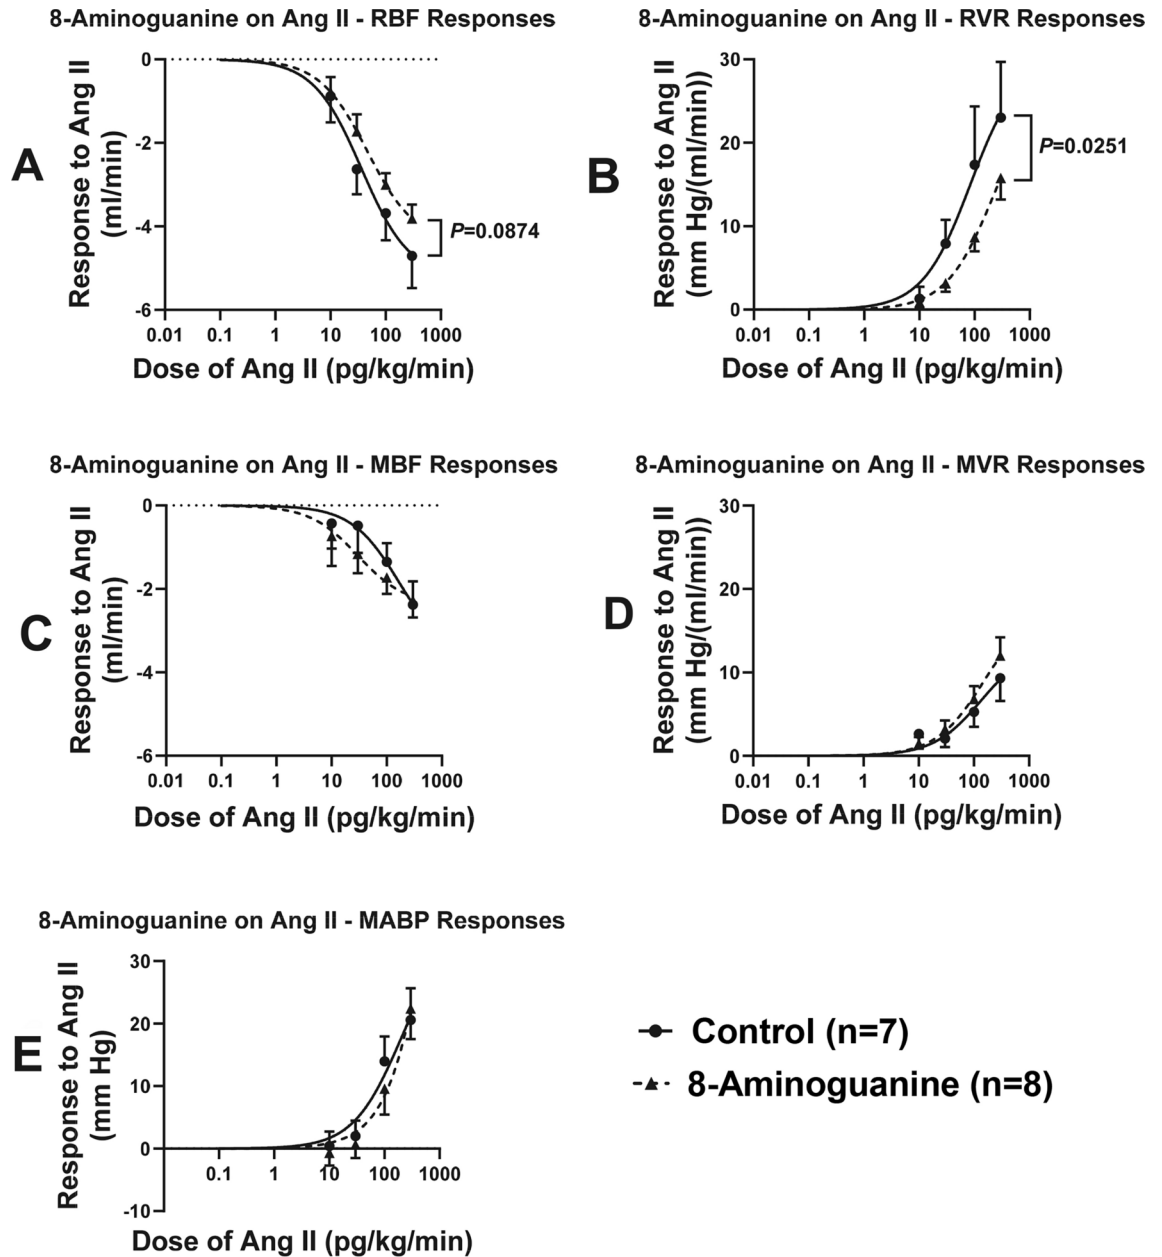 8-Aminoguanine on Ang II - RBF Responses
A
Response to Ang II
(ml/min)
0
-2
-4
-6
P=0.0874
0.01 0.1 1 10 100 1000
Dose of Ang II (pg/kg/min)
8-Aminoguanine on Ang II - RVR Responses
B
Response to Ang II
(mm Hg/(ml/min))
30
20
10
0
P=0.0251
0.01 0.1 1 10 100 1000
Dose of Ang II (pg/kg/min)
8-Aminoguanine on Ang II - MBF Responses
C
Response to Ang II
(ml/min)
0
-2
-4
-6
0.01 0.1 1 10 100 1000
Dose of Ang II (pg/kg/min)
8-Aminoguanine on Ang II - MVR Responses
D
Response to Ang II
(mm Hg/(ml/min))
30
20
10
0
0.01 0.1 1 10 100 1000
Dose of Ang II (pg/kg/min)
8-Aminoguanine on Ang II - MABP Responses
E
Response to Ang II
(mm Hg)
30
20
10
0
-10
0.1 1 10 100 1000
Dose of Ang II (pg/kg/min)
Control (n=7)
8-Aminoguanine (n=8)